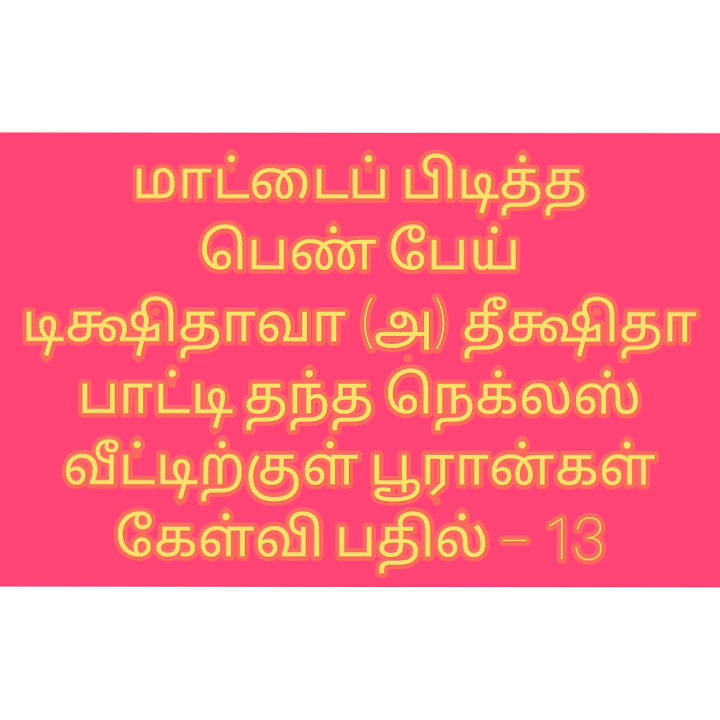 மாட்டைப் பிடித்த
பெண் பேய்
டிக்ஷிதாவா (அ) தீக்ஷிதா
பாட்டி தந்த நெக்லஸ்
வீட்டிற்குள் பூரான்கள்
கேள்வி பதில் – 13